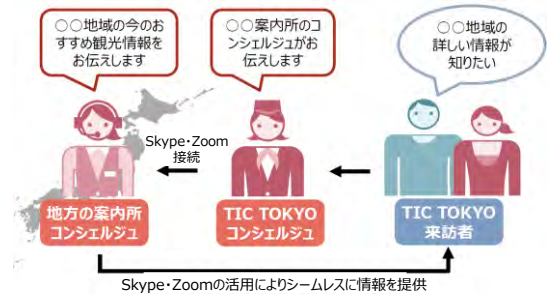 ○○地域の今のお
すすめ観光情報を
お伝えします
○○案内所のコ
ンシェルジュがお
伝えします
○○地域の
詳しい情報が
知りたい
Skype・Zoom
接続
地方の案内所
コンシェルジュ
TIC TOKYO
コンシェルジュ
TIC TOKYO
来訪者
Skype・Zoomの活用によりシームレスに情報を提供